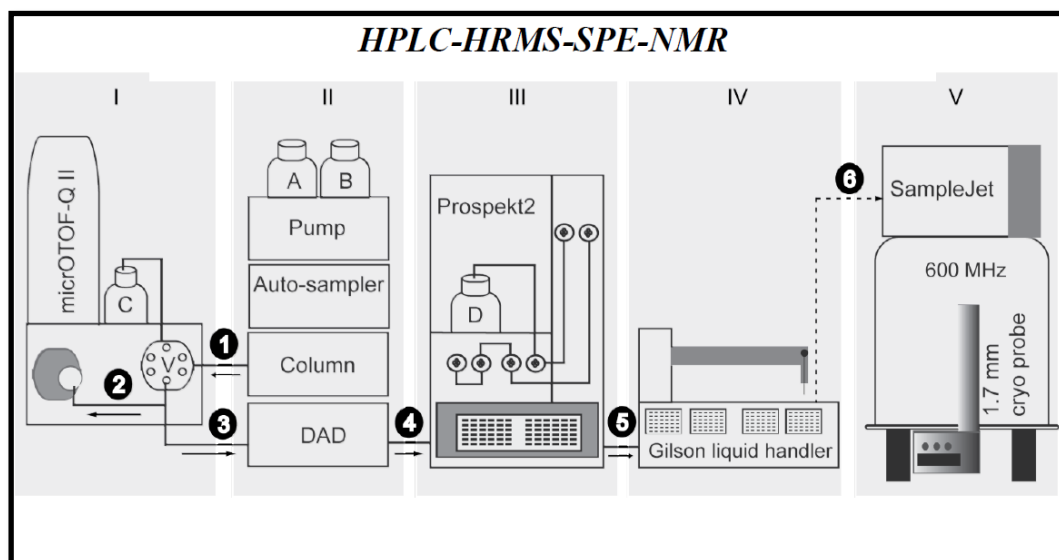 HPLC-HRMS-SPE-NMR
I
II
III
IV
V
micrOTOF-Q II
C
V
1
2
3
A
B
Pump
Auto-sampler
Column
DAD
4
Prospekt2
D
5
Gilson liquid handler
6
SampleJet
600 MHz
1.7 mm
cryo probe